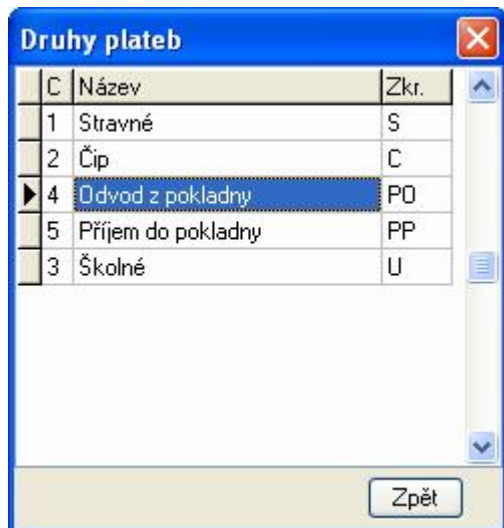 Druhy plateb
C Název Zkr.
1 Stravné S
2 Čip C
4 Odvod z pokladny PO
5 Příjem do pokladny PP
3 Školné U
Zpět